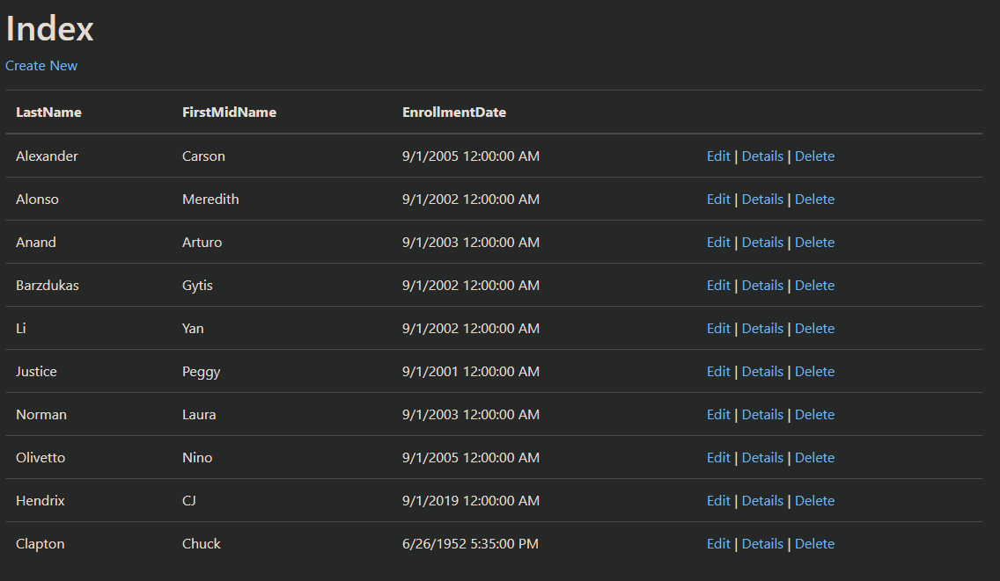 Index
Create New
LastName FirstMidName EnrollmentDate
Alexander Carson 9/1/2005 12:00:00 AM Edit | Details | Delete
Alonso Meredith 9/1/2002 12:00:00 AM Edit | Details | Delete
Anand Arturo 9/1/2003 12:00:00 AM Edit | Details | Delete
Barzdukas Gytis 9/1/2002 12:00:00 AM Edit | Details | Delete
Li Yan 9/1/2002 12:00:00 AM Edit | Details | Delete
Justice Peggy 9/1/2001 12:00:00 AM Edit | Details | Delete
Norman Laura 9/1/2003 12:00:00 AM Edit | Details | Delete
Olivetto Nino 9/1/2005 12:00:00 AM Edit | Details | Delete
Hendrix CJ 9/1/2019 12:00:00 AM Edit | Details | Delete
Clapton Chuck 6/26/1952 5:35:00 PM Edit | Details | Delete